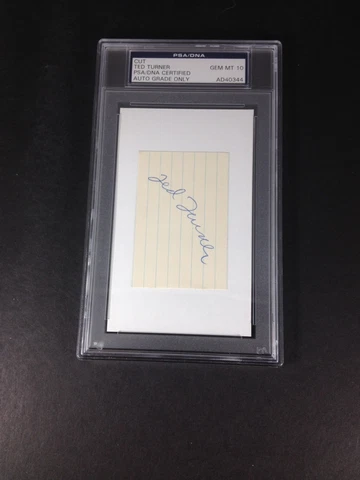 PSA/DNA
CUT
TED TURNER
GEM MT 10
PSA/DNA CERTIFIED
AUTO GRADE ONLY
AD40344
Ted Turner